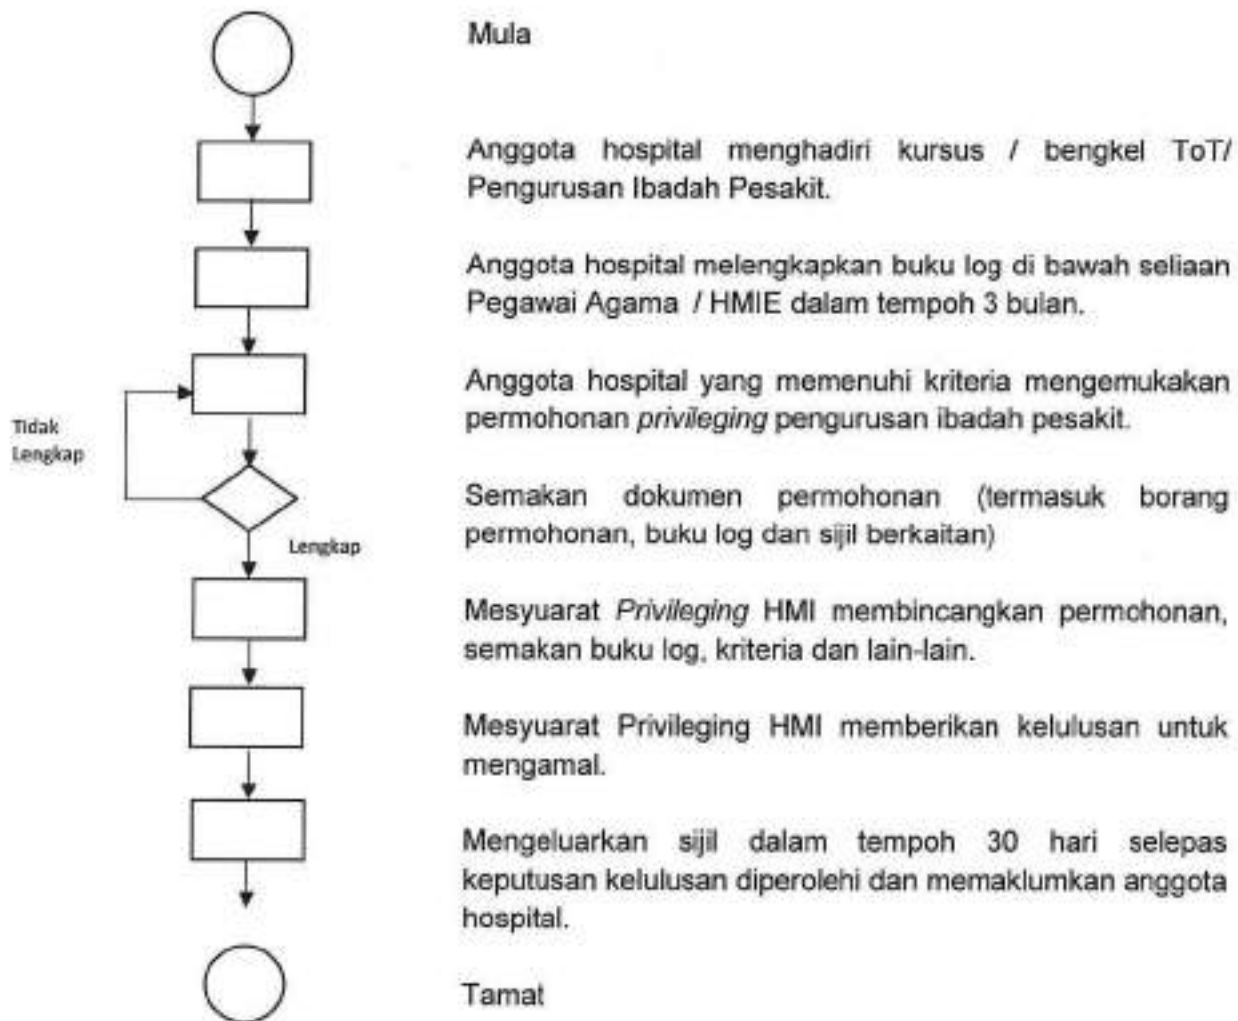 Mula
Anggota hospital menghadiri kursus / bengkel ToT/
Pengurusan Ibadah Pesakit.
Anggota hospital melengkapkan buku log di bawah seliaan
Pegawai Agama / HMIE dalam tempoh 3 bulan.
Anggota hospital yang memenuhi kriteria mengemukakan
permohonan privileging pengurusan ibadah pesakit.
Tidak
Lengkap
Semakan dokumen permohonan (termasuk borang
permohonan, buku log dan sijil berkaitan)
Lengkap
Mesyuarat Privileging HMI membincangkan permohonan,
semakan buku log, kriteria dan lain-lain.
Mesyuarat Privileging HMI memberikan kelulusan untuk
mengamal.
Mengeluarkan sijil dalam tempoh 30 hari selepas
keputusan kelulusan diperolehi dan memaklumkan anggota
hospital.
Tamat